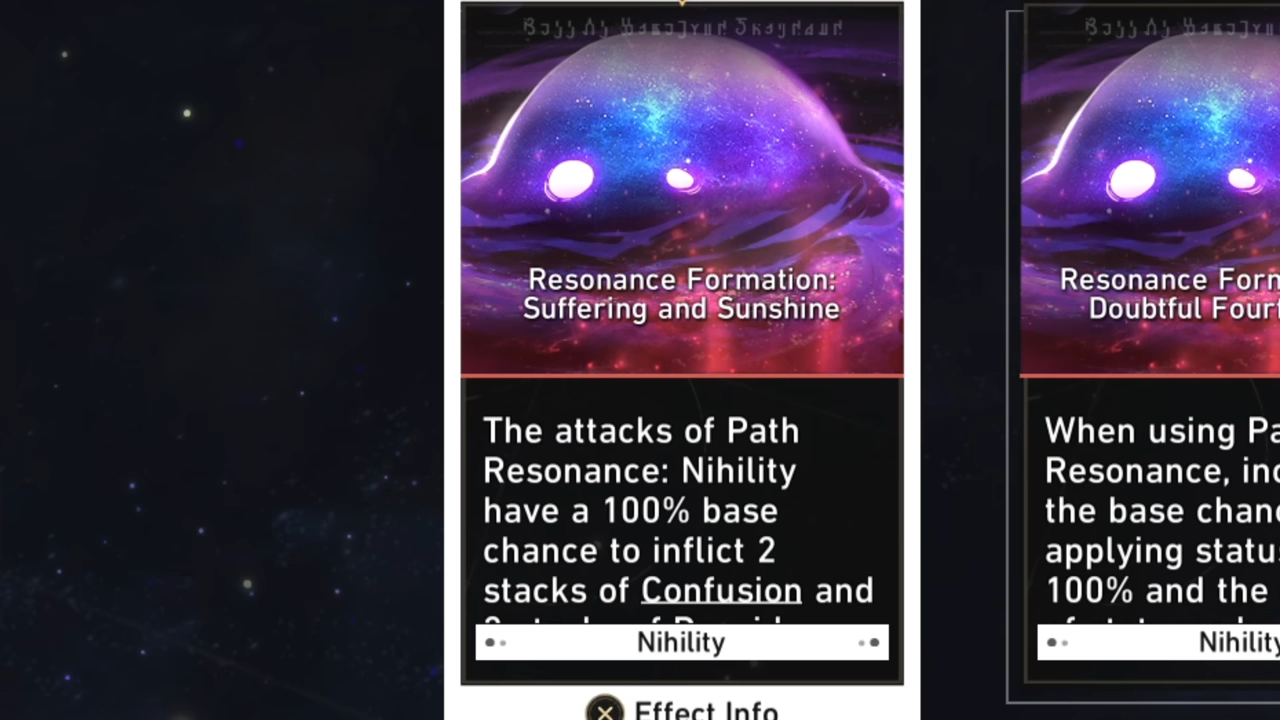 Resonance Formation:
Suffering and Sunshine
The attacks of Path
Resonance: Nihility
have a 100% base
chance to inflict 2
stacks of Confusion and
Nihility
Effect Info
Resonance Form
Doubtful Four
When using Pa
Resonance, inc
the base chanc
applying statu
100% and the
Nihility